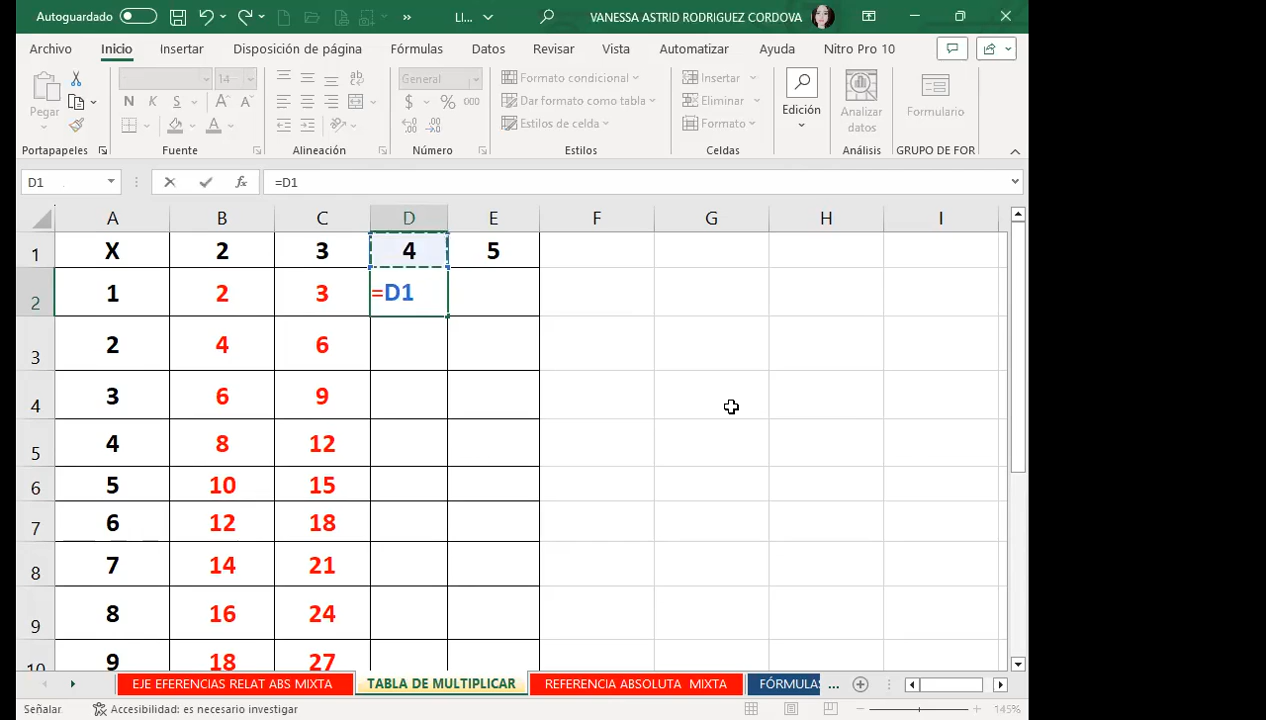 Autoguardado
LI...
VANESSA ASTRID RODRIGUEZ CORDOVA
Archivo Inicio Insertar Disposición de página Fórmulas Datos Revisar Vista Automatizar Ayuda Nitro Pro 10
Pegar
14
N K S A A
General
$ % 000
Formato condicional
Dar formato como tabla
Estilos de celda
Insertar
Eliminar
Formato
Edición
Analizar
datos
Formulario
Portapapeles Fuente Alineación Número Estilos Celdas Análisis GRUPO DE FOR
D1 fx =D1
A B C D E F G H I
1 X 2 3 4 5
2 1 2 3 =D1
3 2 4 6
4 3 6 9
5 4 8 12
6 5 10 15
7 6 12 18
8 7 14 21
9 8 16 24
10 9 18 27
EJE EFERENCIAS RELAT ABS MIXTA TABLA DE MULTIPLICAR REFERENCIA ABSOLUTA MIXTA FÓRMULAS ...
Señalar Accesibilidad: es necesario investigar 145%